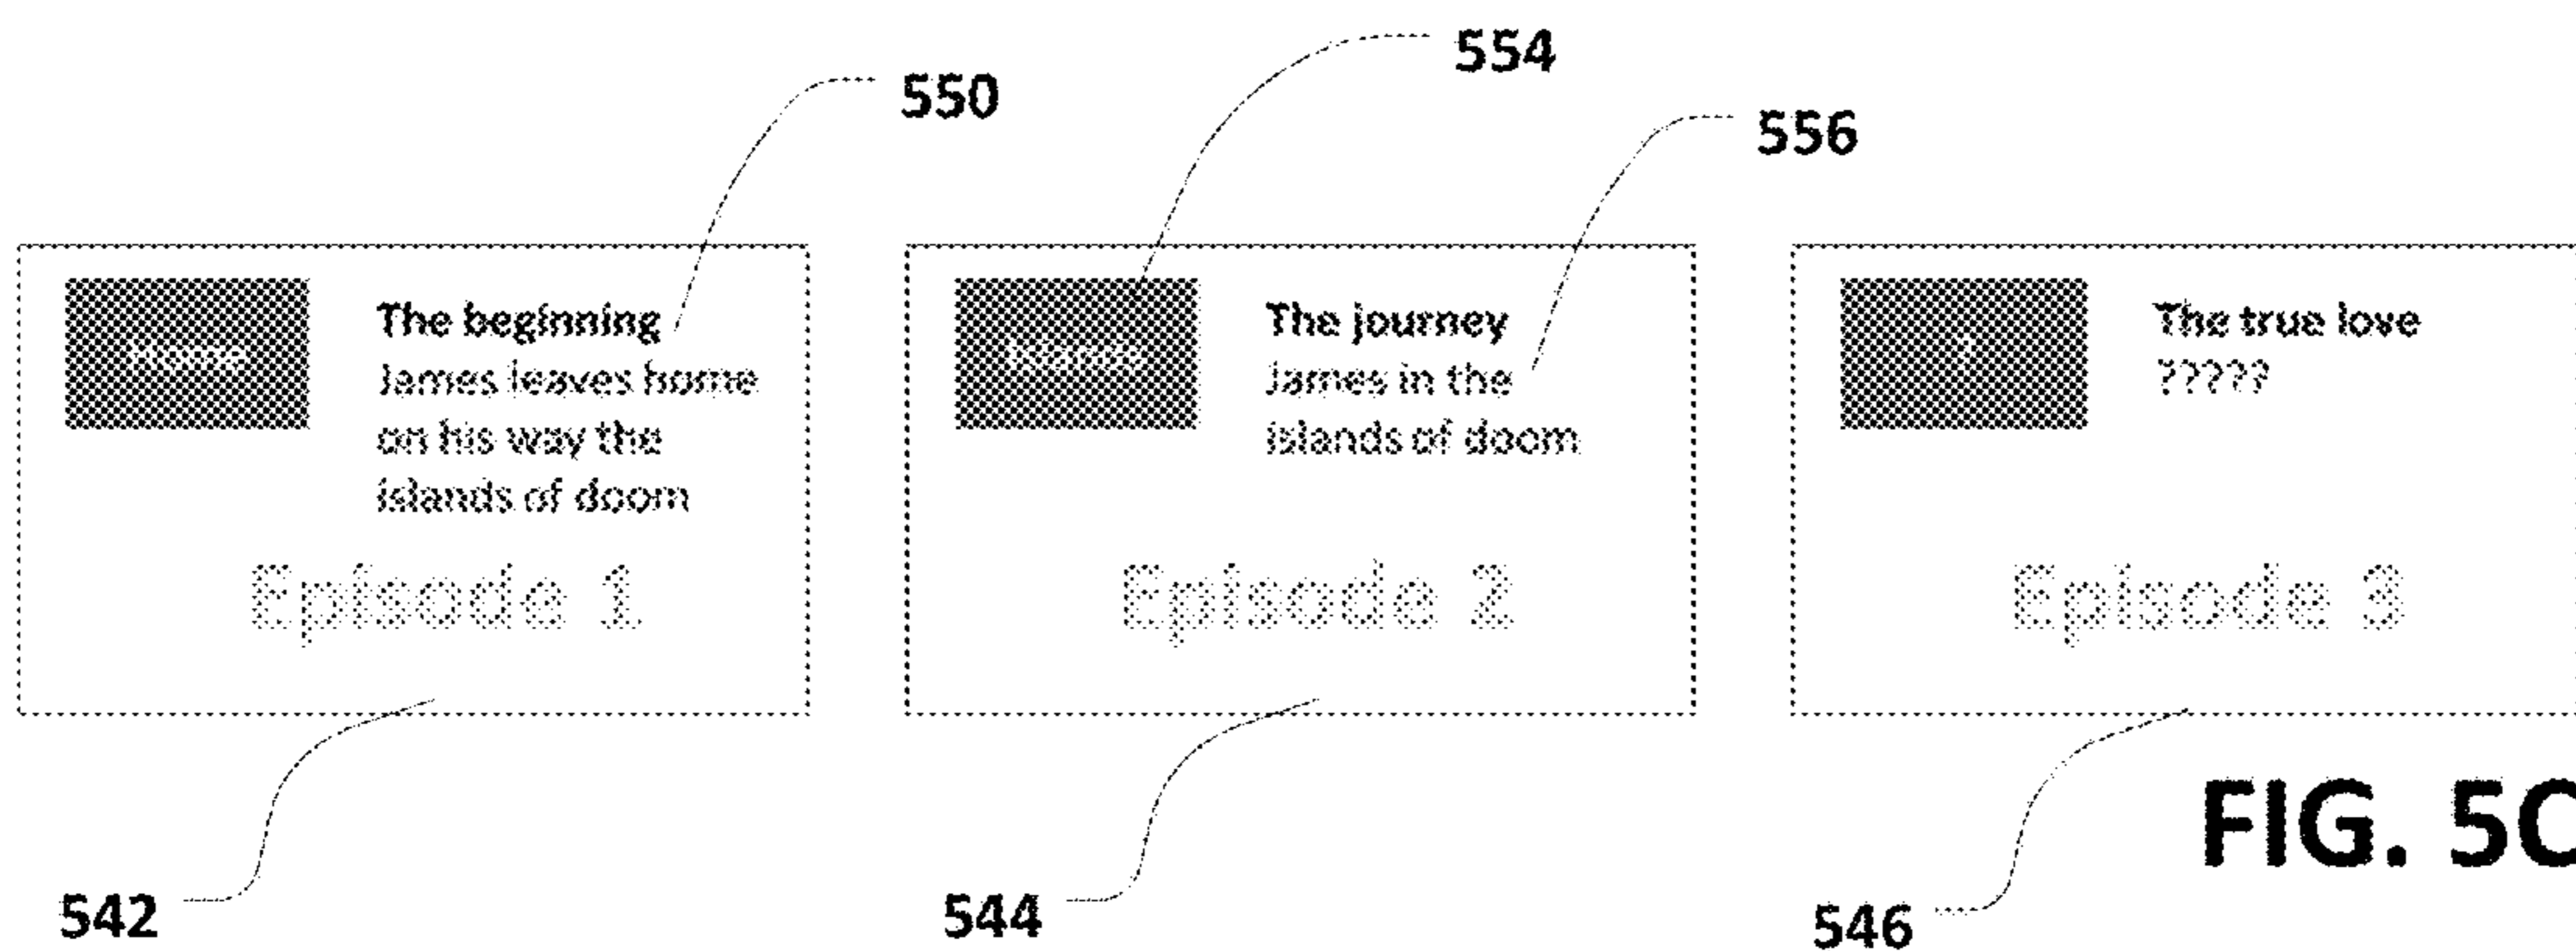 554
550
556
The beginning
James leaves home
on his way the
islands of doom
Episode 1
The journey
James in the
islands of doom
Episode 2
?
The true love
?????
Episode 3
FIG. 5C
542
544
546